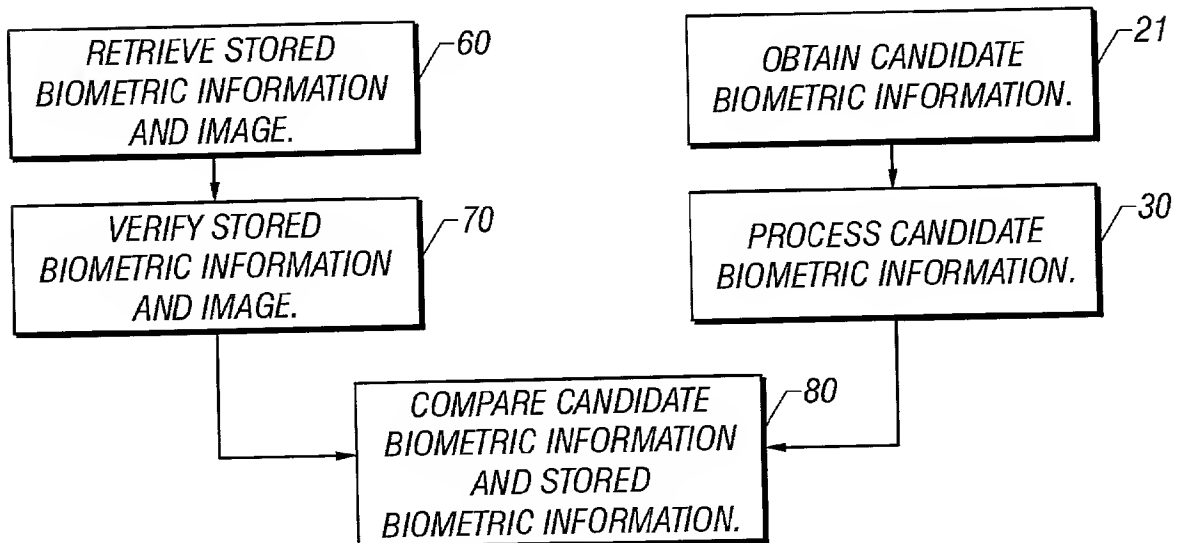 RETRIEVE STORED
BIOMETRIC INFORMATION
AND IMAGE.
60
OBTAIN CANDIDATE
BIOMETRIC INFORMATION.
21
VERIFY STORED
BIOMETRIC INFORMATION
AND IMAGE.
70
PROCESS CANDIDATE
BIOMETRIC INFORMATION.
30
COMPARE CANDIDATE
BIOMETRIC INFORMATION
AND STORED
BIOMETRIC INFORMATION.
80